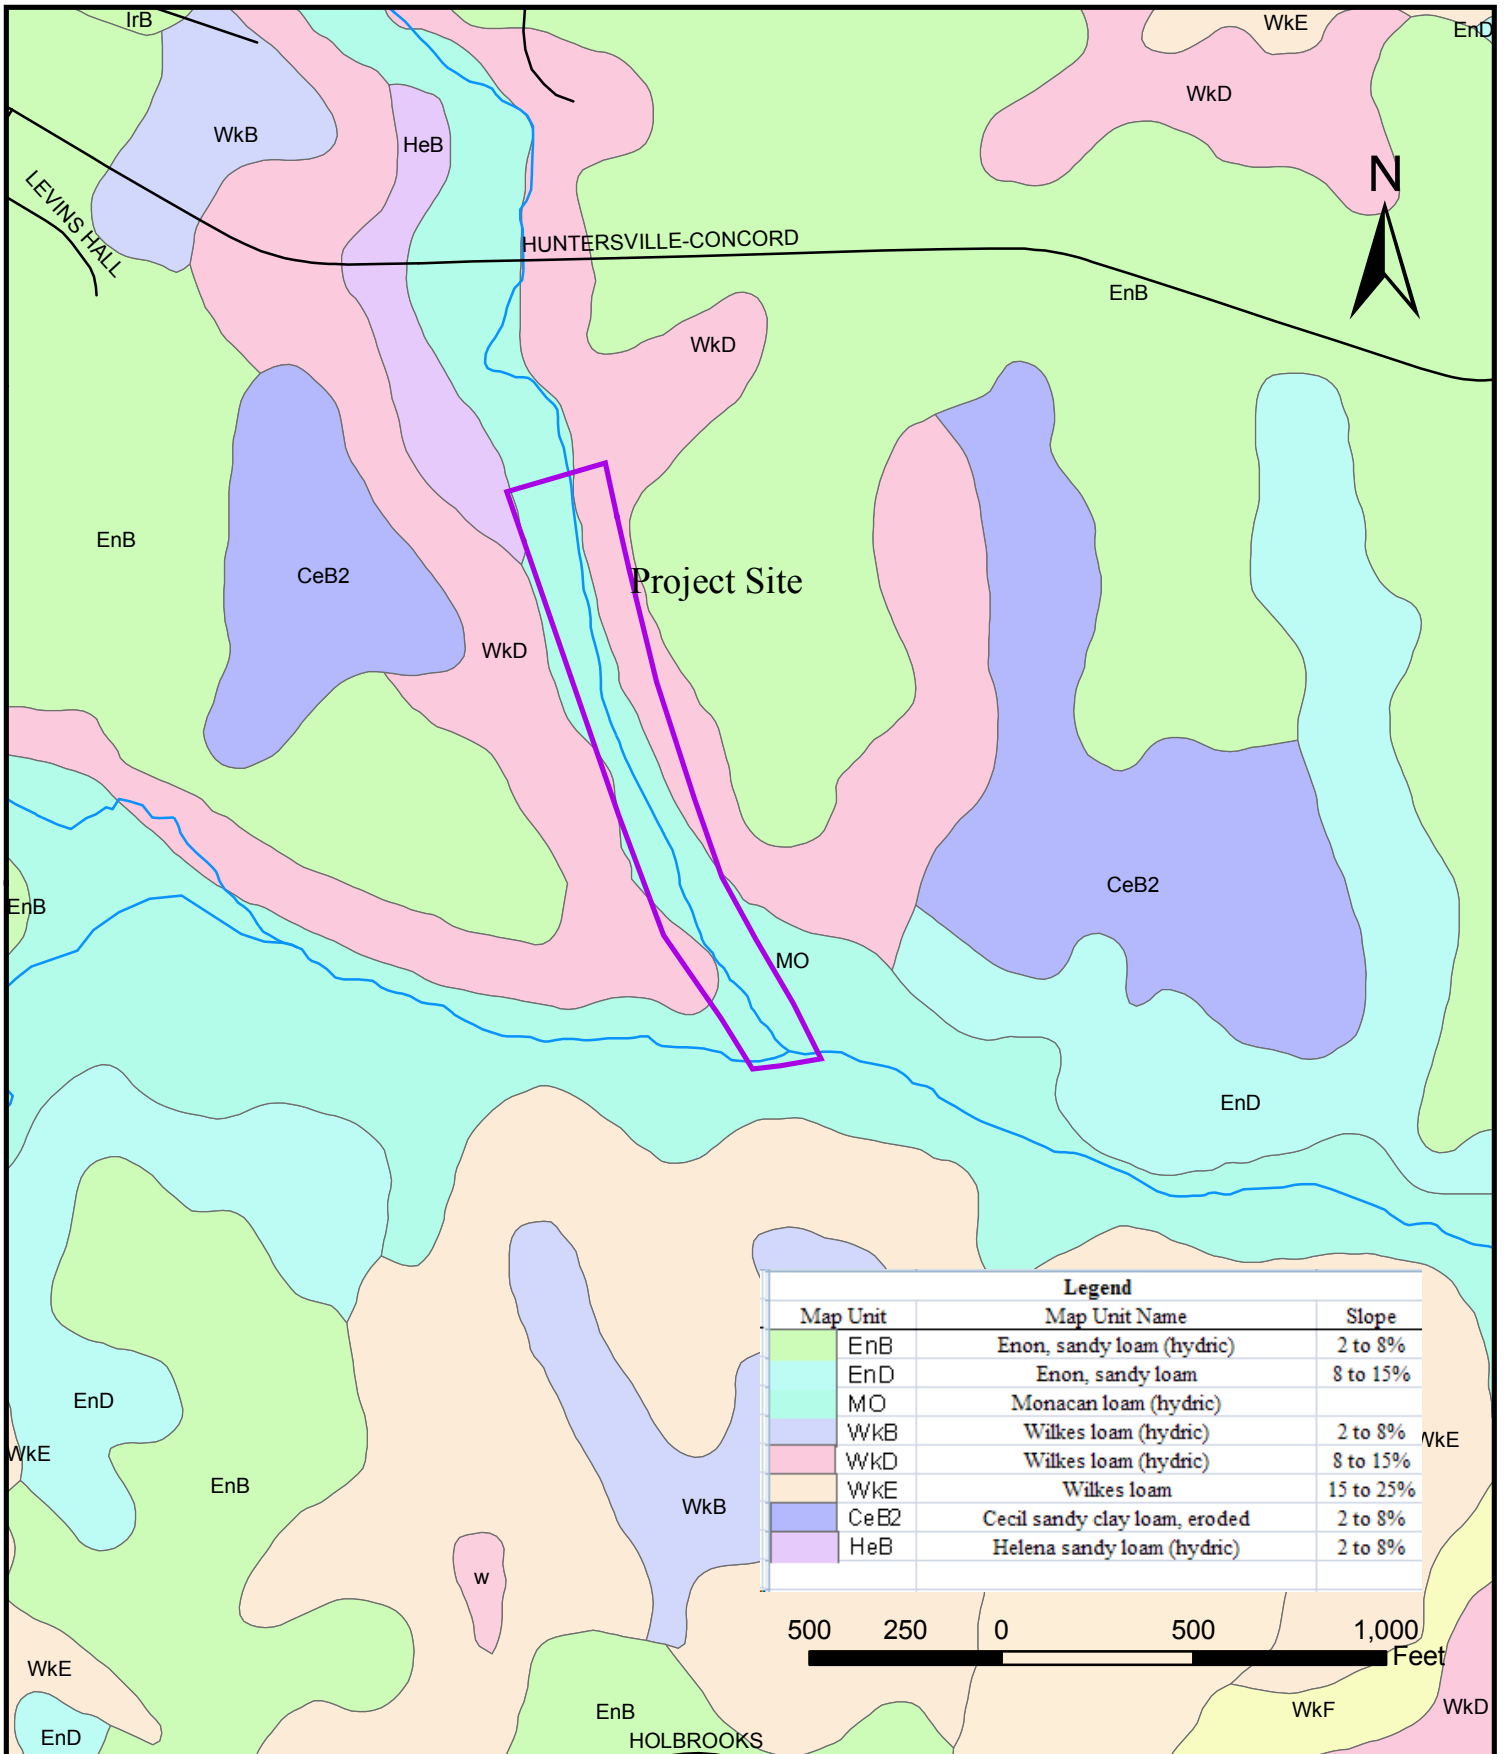 IrB
WkE
EnD
WkD
WkB
HeB
N
LEVINS HALL
HUNTERSVILLE-CONCORD
EnB
WkD
EnB
CeB2
Project Site
WkD
CeB2
EnB
MO
EnD
EnD
WkE
EnB
WkB
w
WkE
EnD
EnB
HOLBROOKS
WkE
WkF
WkD
Legend
Map Unit Map Unit Name Slope
EnB Enon, sandy loam (hydric) 2 to 8%
EnD Enon, sandy loam 8 to 15%
MO Monacan loam (hydric)
WkB Wilkes loam (hydric) 2 to 8%
WkD Wilkes loam (hydric) 8 to 15%
WkE Wilkes loam 15 to 25%
CeB2 Cecil sandy clay loam, eroded 2 to 8%
HeB Helena sandy loam (hydric) 2 to 8%
500 250 0 500 1,000
Feet